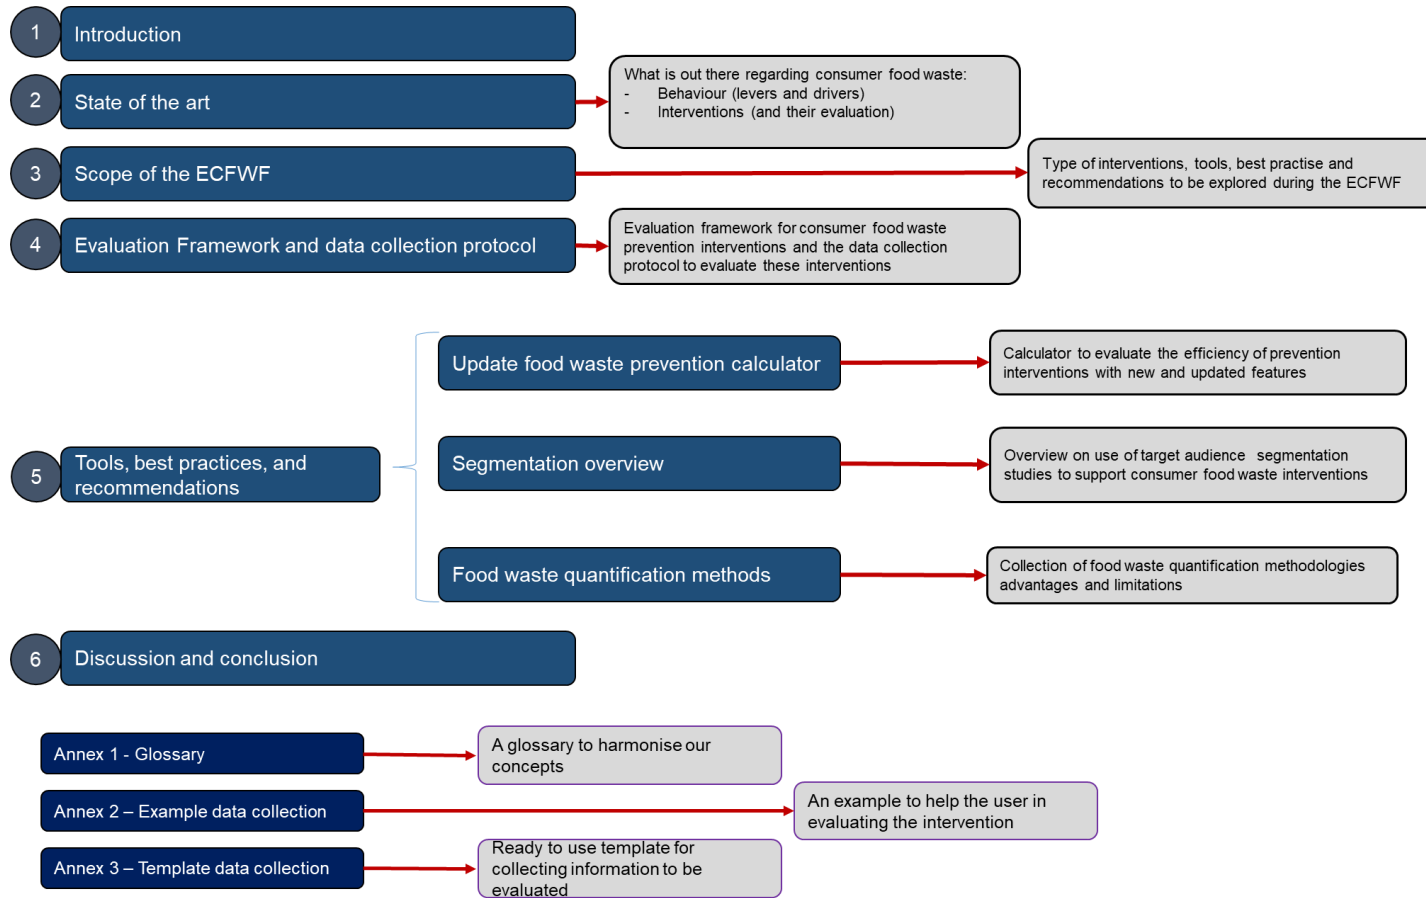 1
Introduction
2
State of the art
What is out there regarding consumer food waste:
- Behaviour (levers and drivers)
- Interventions (and their evaluation)
3
Scope of the ECFWF
Type of interventions, tools, best practise and
recommendations to be explored during the ECFWF
4
Evaluation Framework and data collection protocol
Evaluation framework for consumer food waste
prevention interventions and the data collection
protocol to evaluate these interventions
5
Tools, best practices, and
recommendations
Update food waste prevention calculator
Calculator to evaluate the efficiency of prevention
interventions with new and updated features
Segmentation overview
Overview on use of target audience segmentation
studies to support consumer food waste interventions
Food waste quantification methods
Collection of food waste quantification methodologies
advantages and limitations
6
Discussion and conclusion
Annex 1 - Glossary
A glossary to harmonise our
concepts
Annex 2 – Example data collection
An example to help the user in
evaluating the intervention
Annex 3 – Template data collection
Ready to use template for
collecting information to be
evaluated